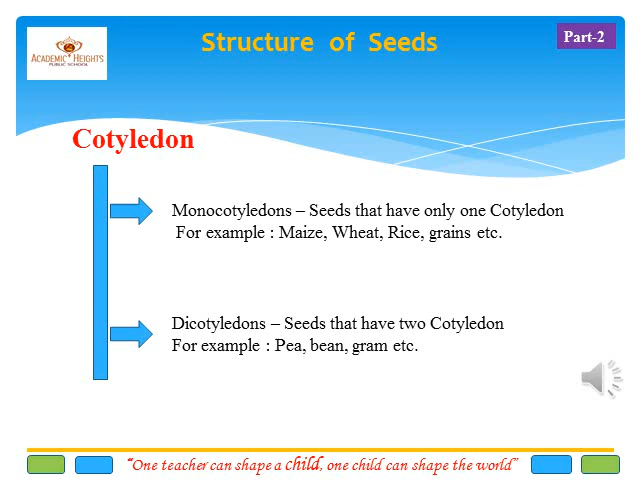 Structure of Seeds
Part-2
ACADEMIC HEIGHTS
PUBLIC SCHOOL
Cotyledon
Monocotyledons – Seeds that have only one Cotyledon
For example : Maize, Wheat, Rice, grains etc.
Dicotyledons – Seeds that have two Cotyledon
For example : Pea, bean, gram etc.
“One teacher can shape a child, one child can shape the world”